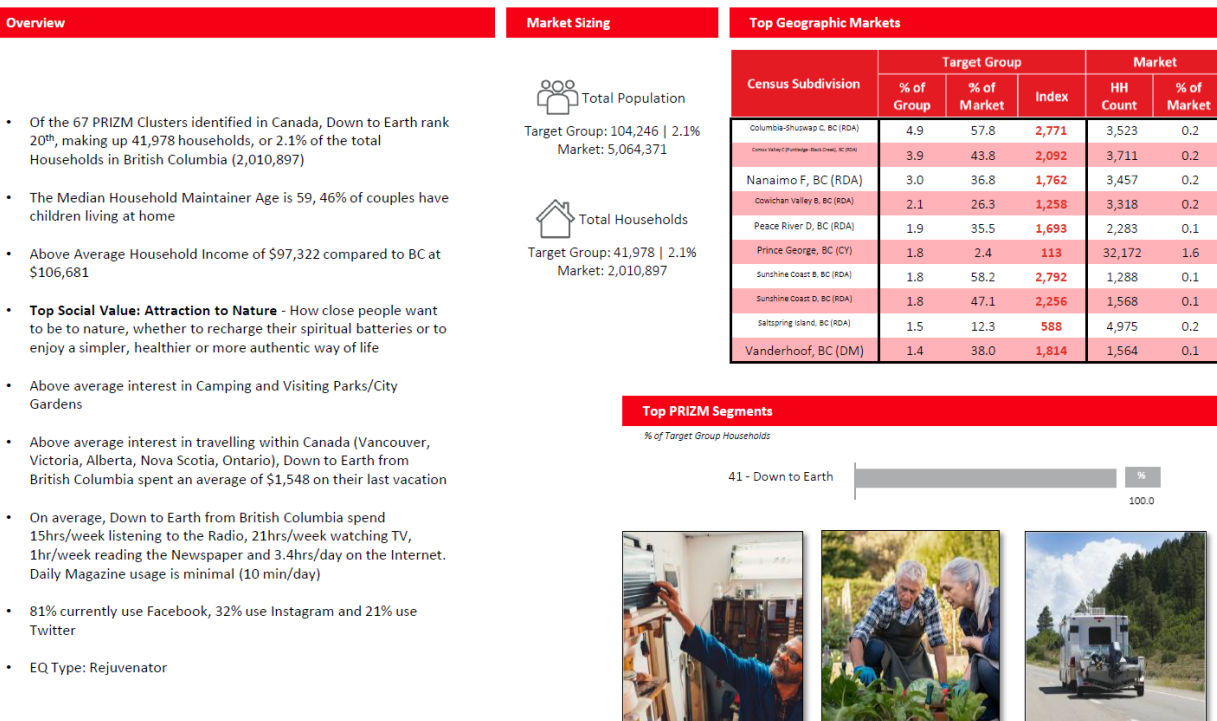 Overview
• Of the 67 PRIZM Clusters identified in Canada, Down to Earth rank
20th, making up 41,978 households, or 2.1% of the total
Households in British Columbia (2,010,897)
• The Median Household Maintainer Age is 59, 46% of couples have
children living at home
• Above Average Household Income of $97,322 compared to BC at
$106,681
• Top Social Value: Attraction to Nature - How close people want
to be to nature, whether to recharge their spiritual batteries or to
enjoy a simpler, healthier or more authentic way of life
• Above average interest in Camping and Visiting Parks/City
Gardens
• Above average interest in travelling within Canada (Vancouver,
Victoria, Alberta, Nova Scotia, Ontario), Down to Earth from
British Columbia spent an average of $1,548 on their last vacation
• On average, Down to Earth from British Columbia spend
15hrs/week listening to the Radio, 21hrs/week watching TV,
1hr/week reading the Newspaper and 3.4hrs/day on the Internet.
Daily Magazine usage is minimal (10 min/day)
• 81% currently use Facebook, 32% use Instagram and 21% use
Twitter
• EQ Type: Rejuvenator
Market Sizing
Total Population
Target Group: 104,246 | 2.1%
Market: 5,064,371
Total Households
Target Group: 41,978 | 2.1%
Market: 2,010,897
Top Geographic Markets
Target Group Market
Census Subdivision % of Group % of Market Index HH Count % of Market
Columbia-Shuswap C, BC (RDA) 4.9 57.8 2,771 3,523 0.2
Comox Valley C (Puntledge-Black Creek), BC (RDA) 3.9 43.8 2,092 3,711 0.2
Nanaimo F, BC (RDA) 3.0 36.8 1,762 3,457 0.2
Cowichan Valley B, BC (RDA) 2.1 26.3 1,258 3,318 0.2
Peace River D, BC (RDA) 1.9 35.5 1,693 2,283 0.1
Prince George, BC (CY) 1.8 2.4 113 32,172 1.6
Sunshine Coast B, BC (RDA) 1.8 58.2 2,792 1,288 0.1
Sunshine Coast D, BC (RDA) 1.8 47.1 2,256 1,568 0.1
Saltspring Island, BC (RDA) 1.5 12.3 588 4,975 0.2
Vanderhoof, BC (DM) 1.4 38.0 1,814 1,564 0.1
Top PRIZM Segments
% of Target Group Households
%
41 - Down to Earth
100.0